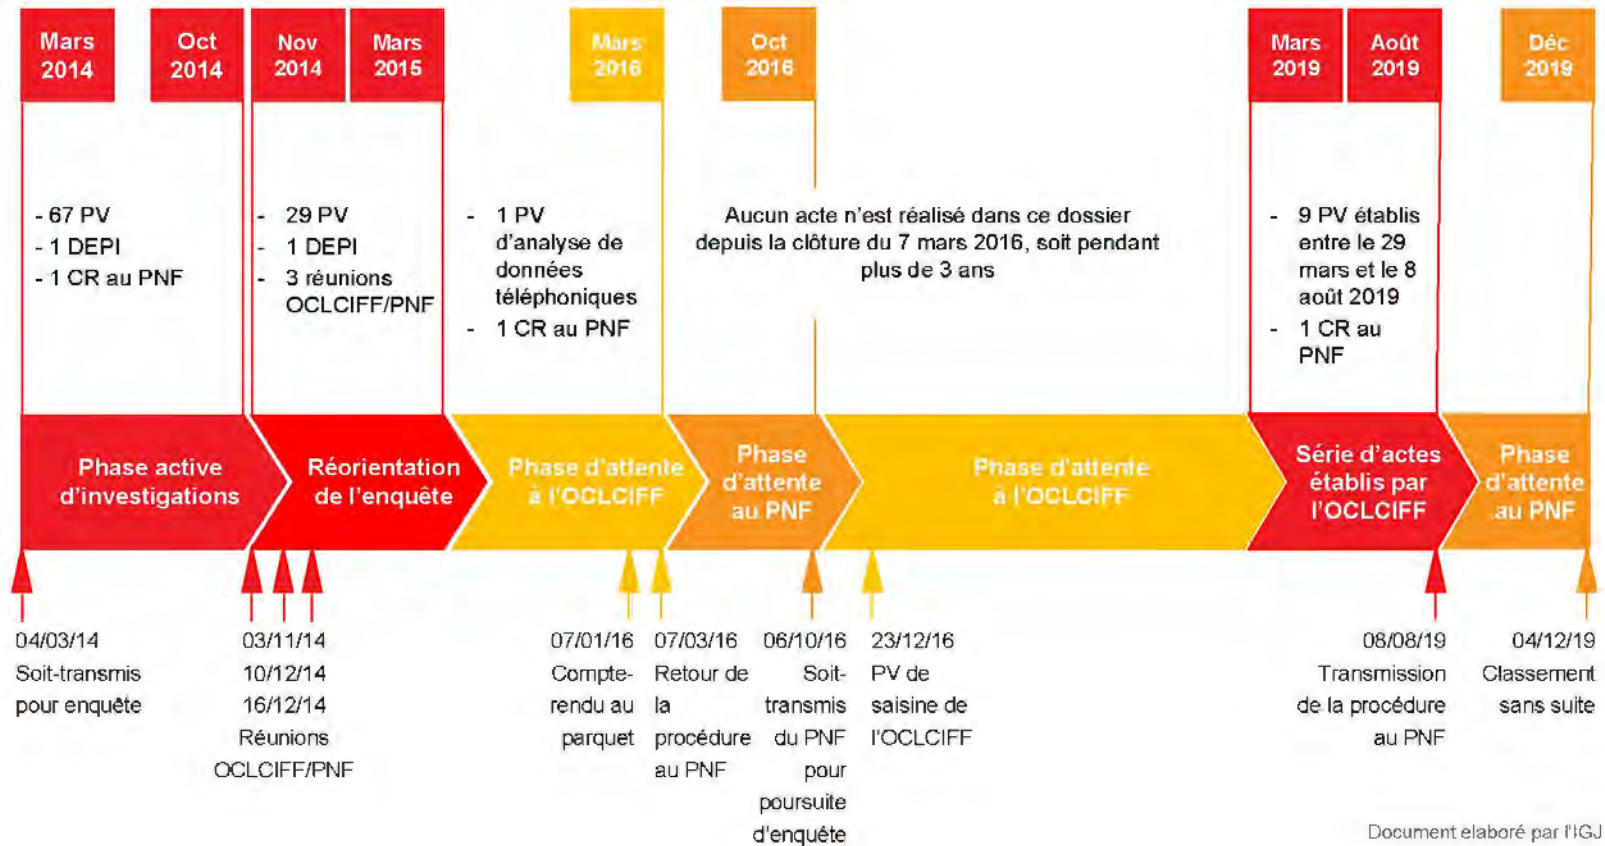 Mars
2014
Oct
2014
Nov
2014
Mars
2015
Mars
2016
Oct
2016
Mars
2019
Août
2019
Déc
2019
- 67 PV
- 1 DEPI
- 1 CR au PNF
- 29 PV
- 1 DEPI
- 3 réunions
OCLCIFF/PNF
- 1 PV
d'analyse de
données
téléphoniques
- 1 CR au PNF
Aucun acte n'est réalisé dans ce dossier
depuis la clôture du 7 mars 2016, soit pendant
plus de 3 ans
- 9 PV établis
entre le 29
mars et le 8
août 2019
- 1 CR au
PNF
Phase active
d'investigations
Réorientation
de l'enquête
Phase d'attente
à l'OCLCIFF
Phase
d'attente
au PNF
Phase d'attente
à l'OCLCIFF
Série d'actes
établis par
l'OCLCIFF
Phase
d'attente
au PNF
04/03/14
Soit-transmis
pour enquête
03/11/14
10/12/14
16/12/14
Réunions
OCLCIFF/PNF
07/01/16
Compte-
rendu au
parquet
07/03/16
Retour de
la
procédure
au PNF
06/10/16
Soit-
transmis
du PNF
pour
poursuite
d'enquête
23/12/16
PV de
saisine de
l'OCLCIFF
08/08/19
Transmission
de la procédure
au PNF
04/12/19
Classement
sans suite
Document elaboré par l'IGJ